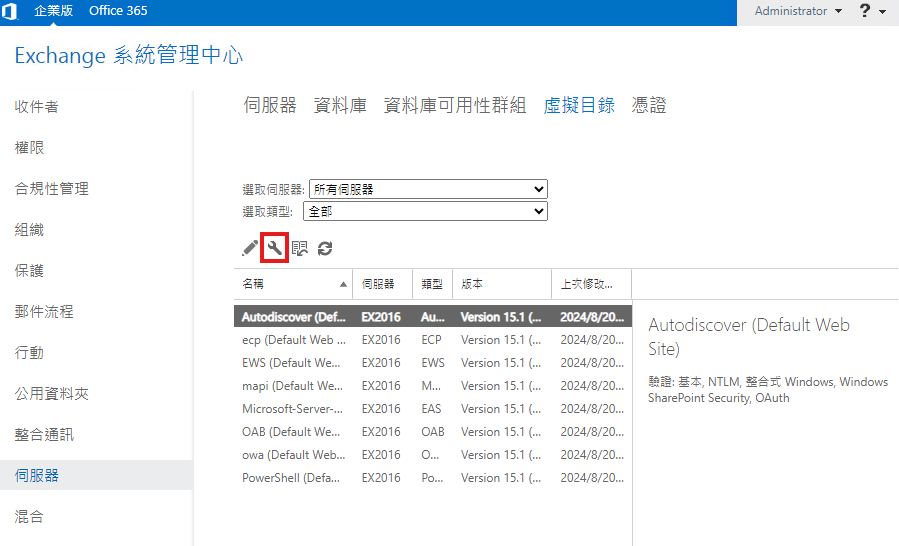 企業版 Office 365 Administrator ?
Exchange 系統管理中心
收件者
權限
合規性管理
組織
保護
郵件流程
行動
公用資料夾
整合通訊
伺服器
混合
伺服器 資料庫 資料庫可用性群組 虛擬目錄 憑證
選取伺服器: 所有伺服器
選取類型: 全部
名稱 伺服器 類型 版本 上次修改...
Autodiscover (Def... EX2016 Au... Version 15.1 (... 2024/8/20...
ecp (Default Web ... EX2016 ECP Version 15.1 (... 2024/8/20...
EWS (Default We... EX2016 EWS Version 15.1 (... 2024/8/20...
mapi (Default We... EX2016 M... Version 15.1 (... 2024/8/20...
Microsoft-Server-... EX2016 EAS Version 15.1 (... 2024/8/20...
OAB (Default We... EX2016 OAB Version 15.1 (... 2024/8/20...
owa (Default Web... EX2016 O... Version 15.1 (... 2024/8/20...
PowerShell (Defa... EX2016 Po... Version 15.1 (... 2024/8/20...
Autodiscover (Default Web
Site)
驗證: 基本, NTLM, 整合式 Windows, Windows
SharePoint Security, OAuth